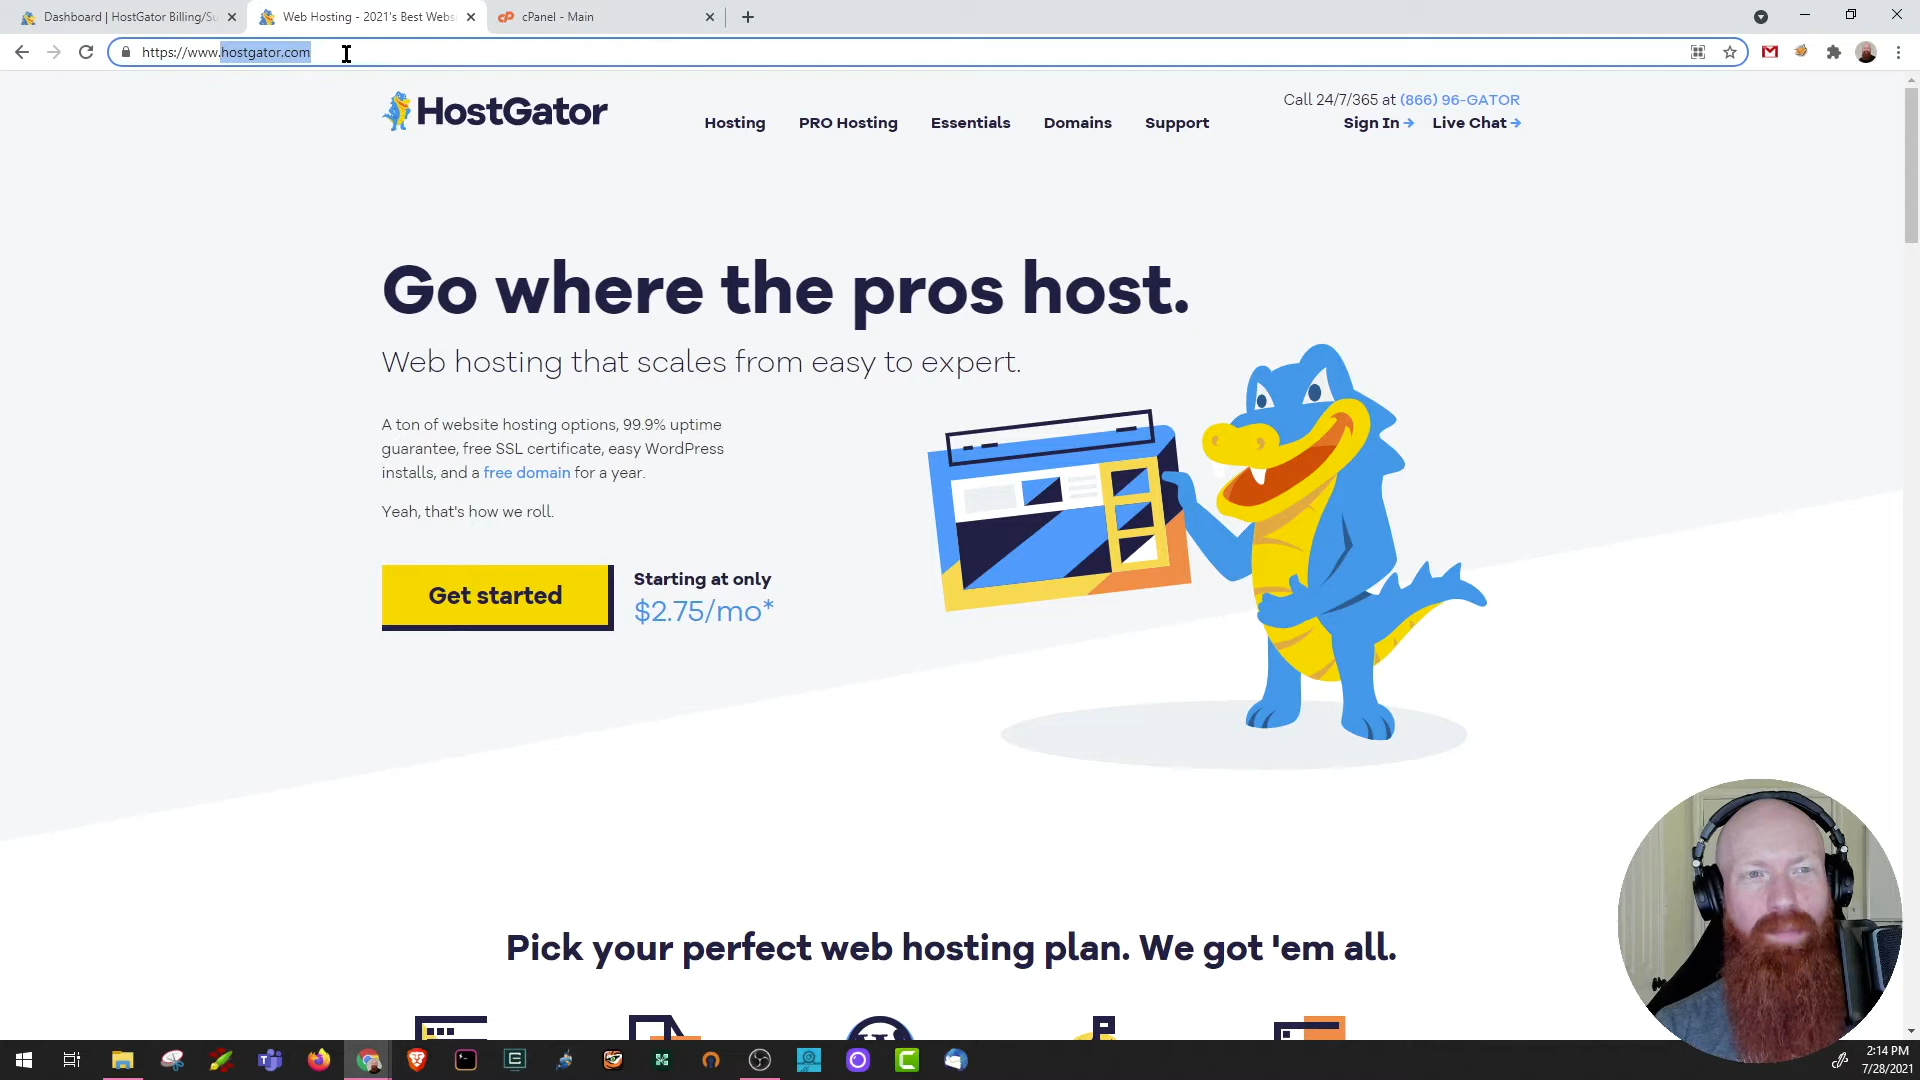 Dashboard | HostGator Billing/Su
Web Hosting - 2021's Best Websi
cPanel - Main
https://www.hostgator.com
HostGator
Hosting
PRO Hosting
Essentials
Domains
Support
Call 24/7/365 at (866) 96-GATOR
Sign In
Live Chat
Go where the pros host.
Web hosting that scales from easy to expert.
A ton of website hosting options, 99.9% uptime
guarantee, free SSL certificate, easy WordPress
installs, and a free domain for a year.
Yeah, that's how we roll.
Get started
Starting at only
$2.75/mo*
Pick your perfect web hosting plan. We got 'em all.
2:14 PM
7/28/2021